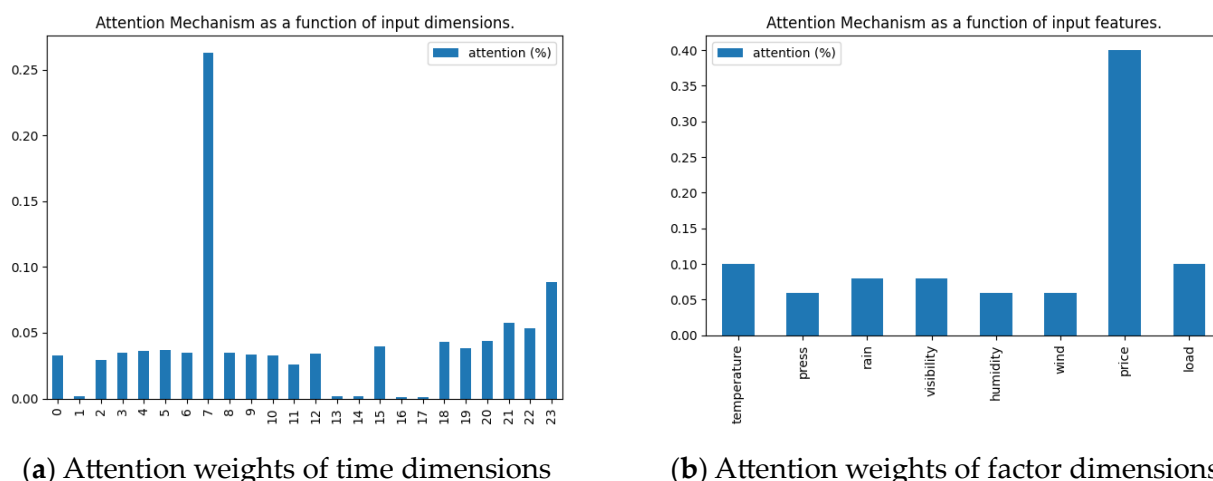 Attention Mechanism as a function of input dimensions.
attention (%)
0.25
0.20
0.15
0.10
0.05
0.00
0 1 2 3 4 5 6 7 8 9 10 11 12 13 14 15 16 17 18 19 20 21 22 23
(a) Attention weights of time dimensions
Attention Mechanism as a function of input features.
attention (%)
0.40
0.35
0.30
0.25
0.20
0.15
0.10
0.05
0.00
temperature
press
rain
visibility
humidity
wind
price
load
(b) Attention weights of factor dimensions